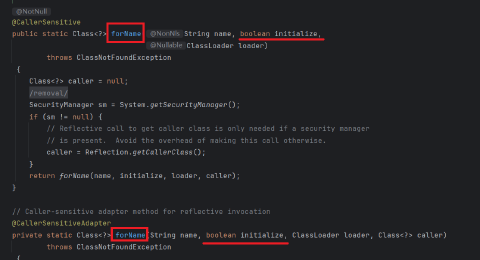 @NotNull
@CallerSensitive
public static Class<?> forName(@NonNls String name, boolean initialize,
@Nullable ClassLoader loader)
throws ClassNotFoundException
{
Class<?> caller = null;
/removal/
SecurityManager sm = System.getSecurityManager();
if (sm != null) {
// Reflective call to get caller class is only needed if a security manager
// is present.  Avoid the overhead of making this call otherwise.
caller = Reflection.getCallerClass();
}
return forName(name, initialize, loader, caller);
}
// Caller-sensitive adapter method for reflective invocation
@CallerSensitiveAdapter
private static Class<?> forName(String name, boolean initialize, ClassLoader loader, Class<?> caller)
throws ClassNotFoundException
{